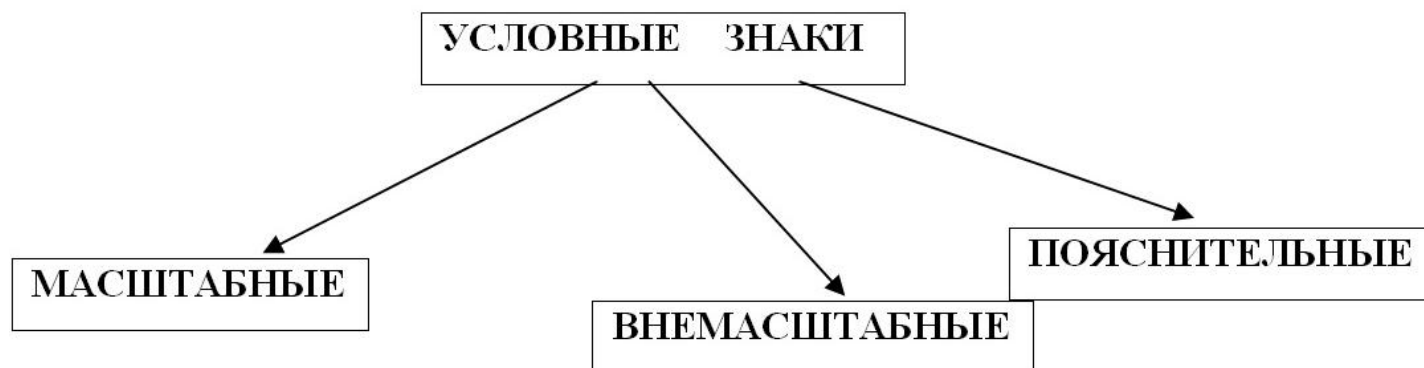 УСЛОВНЫЕ ЗНАКИ
МАСШТАБНЫЕ
ВНЕМАСШТАБНЫЕ
ПОЯСНИТЕЛЬНЫЕ